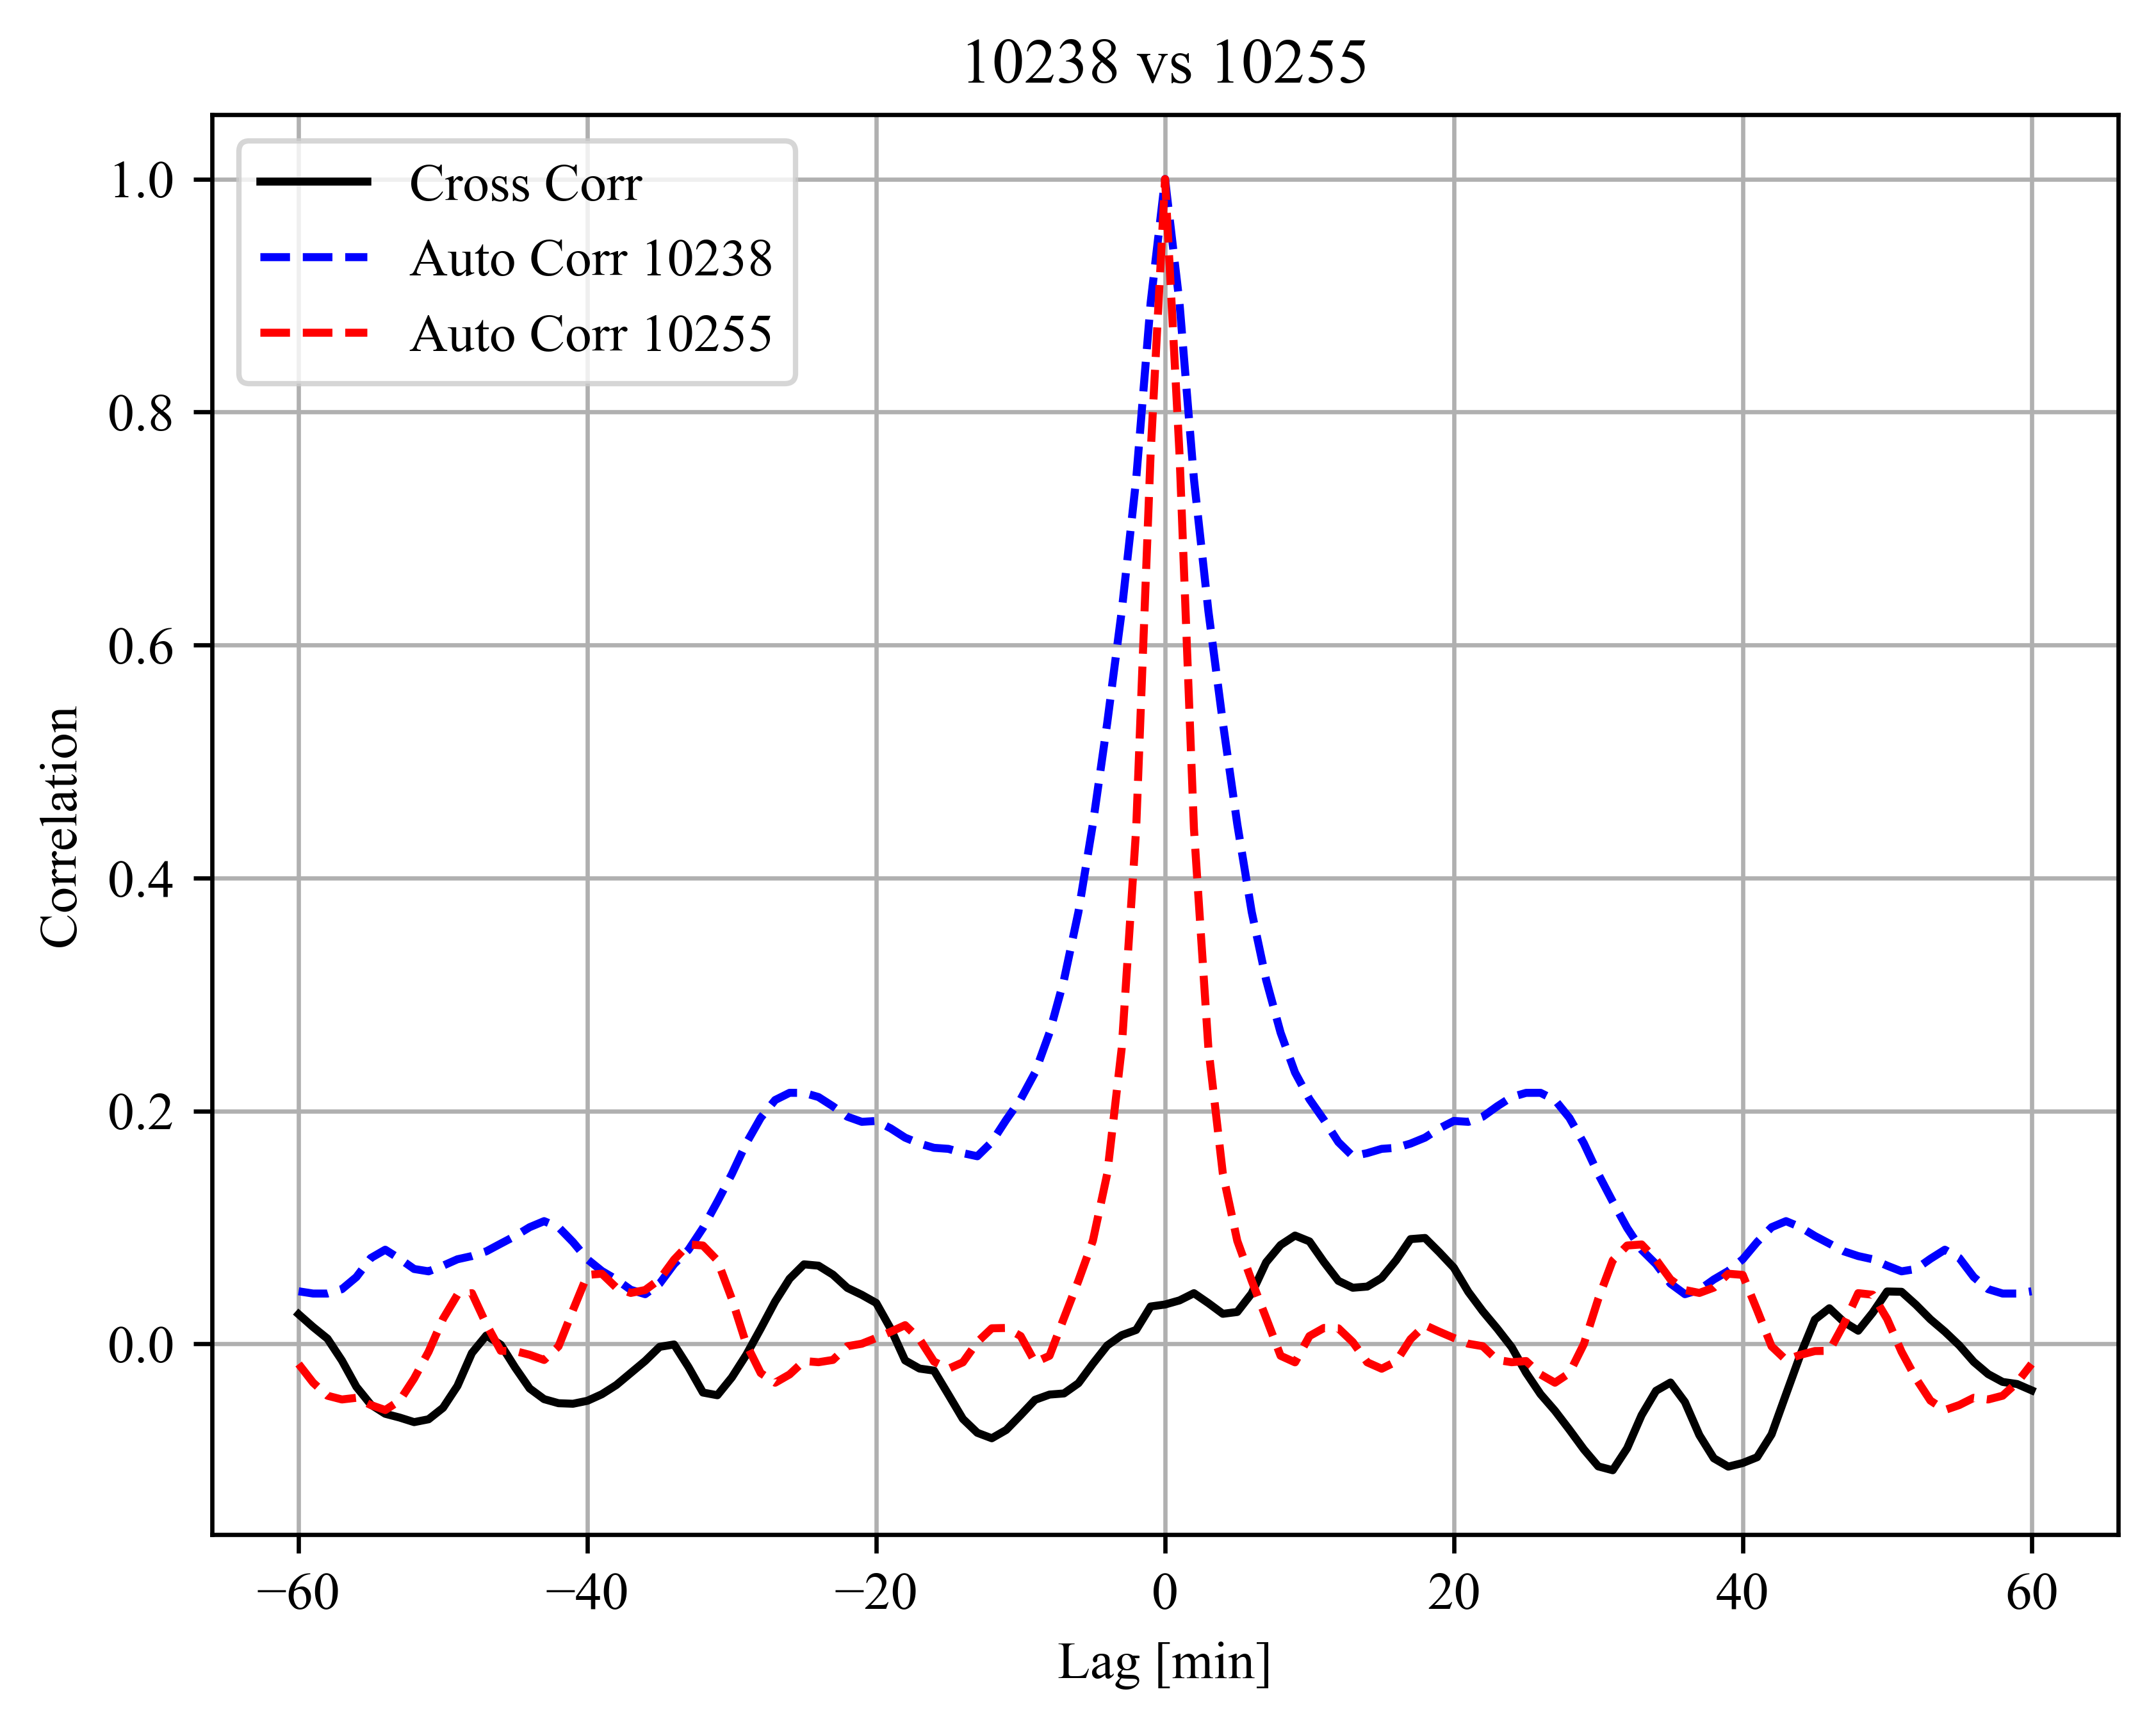 10238 vs 10255
Cross Corr
Auto Corr 10238
Auto Corr 10255
1.0
0.8
0.6
0.4
0.2
0.0
Correlation
−60 −40 −20 0 20 40 60
Lag [min]